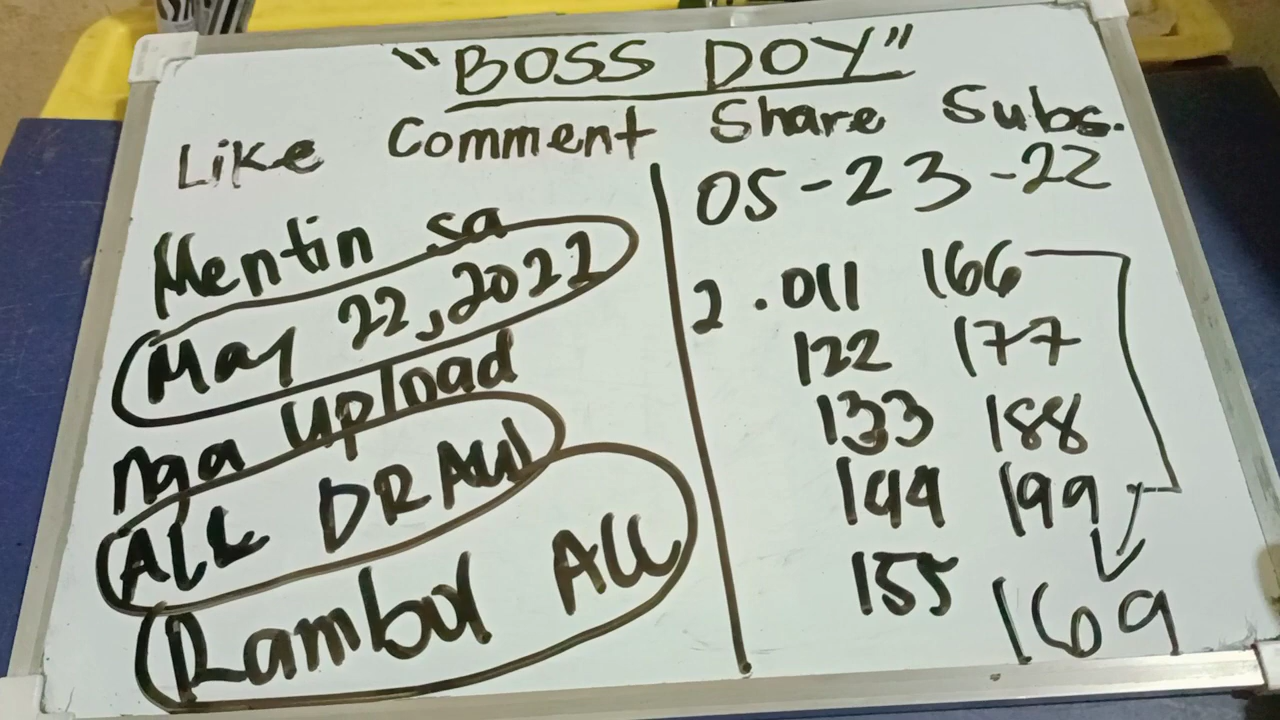 "BOSS DOY"
Like Comment Share Subs.
Mentin sa
May 22, 2022
nga upload
ALL DRAW
Rambol ALL
05-23-22
2. 011 166
122 177
133 188
144 199
155 169